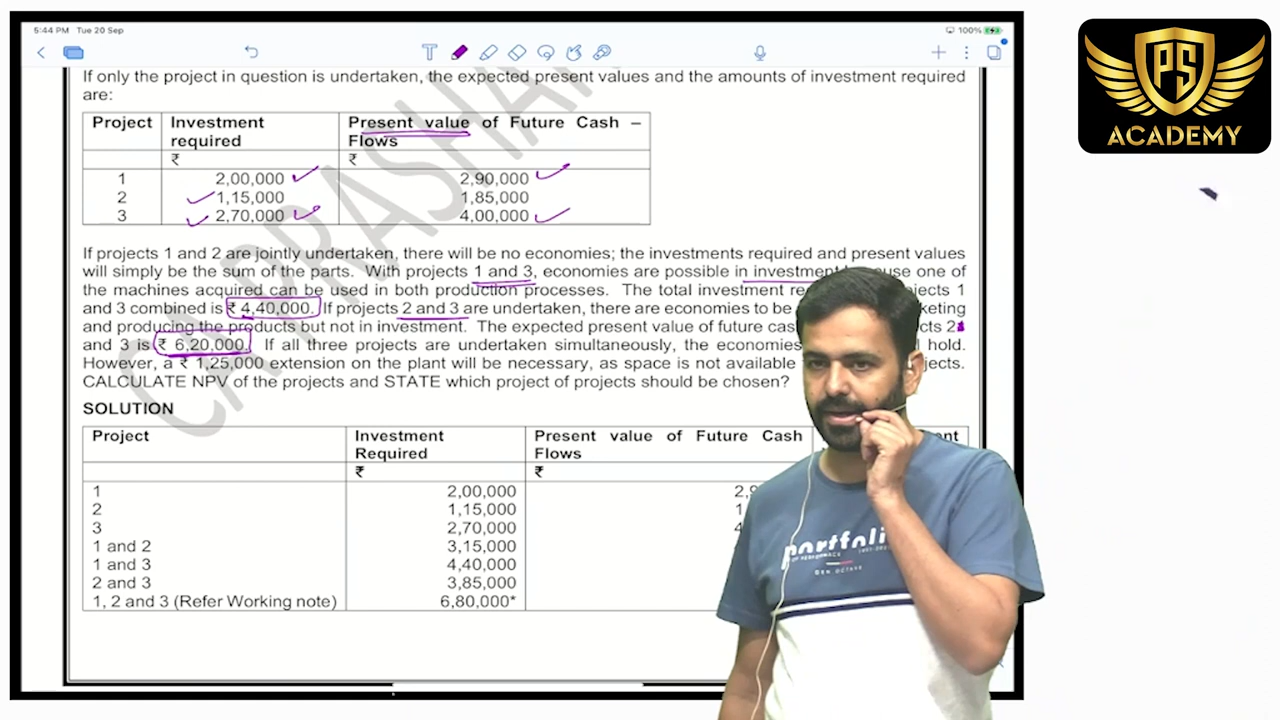 5:44 PM Tue 20 Sep
100%
PS
ACADEMY
If only the project in question is undertaken, the expected present values and the amounts of investment required
are:
Project Investment required Present value of Future Cash – Flows
₹ ₹
1 2,00,000 2,90,000
2 1,15,000 1,85,000
3 2,70,000 4,00,000
If projects 1 and 2 are jointly undertaken, there will be no economies; the investments required and present values
will simply be the sum of the parts. With projects 1 and 3, economies are possible in investment one of
the machines acquired can be used in both production processes. The total investment 1
and 3 combined is ₹ 4,40,000. If projects 2 and 3 are undertaken, there are economies to be
and producing the products but not in investment. The expected present value of future 2
and 3 is ₹ 6,20,000. If all three projects are undertaken simultaneously, the economies hold.
However, a ₹ 1,25,000 extension on the plant will be necessary, as space is not available
CALCULATE NPV of the projects and STATE which project of projects should be chosen?
SOLUTION
Project Investment Required Present value of Future Cash Flows
₹ ₹
1 2,00,000
2 1,15,000
3 2,70,000
1 and 2 3,15,000
1 and 3 4,40,000
2 and 3 3,85,000
1, 2 and 3 (Refer Working note) 6,80,000*
CA PRASHAN
portfoli